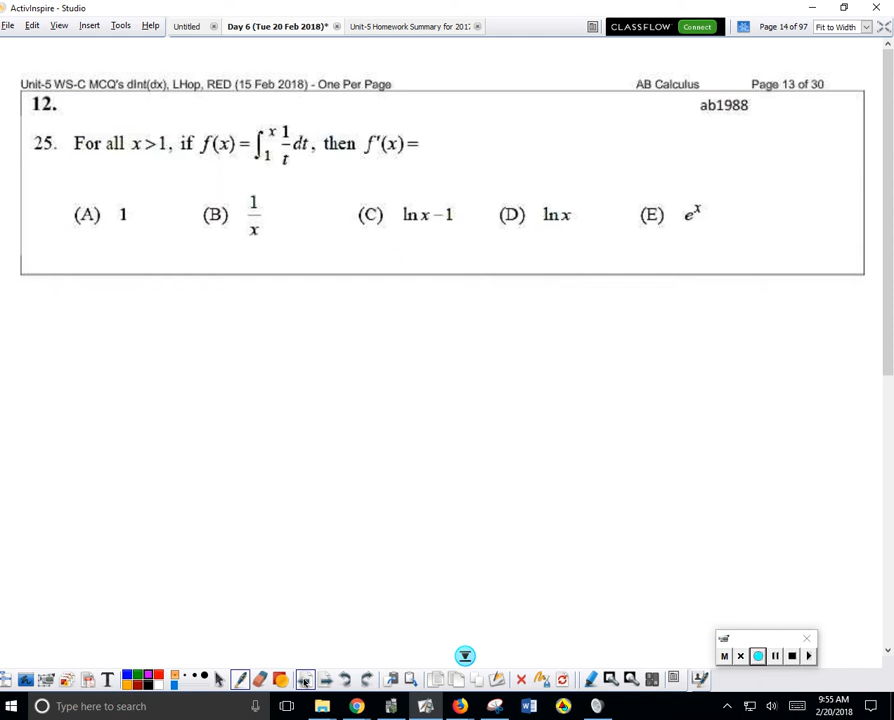 ActivInspire - Studio
File Edit View Insert Tools Help
Untitled Day 6 (Tue 20 Feb 2018)* Unit-5 Homework Summary for 2017 CLASSFLOW Connect Page 14 of 97 Fit to Width
Unit-5 WS-C MCQ's dInt(dx), LHop, RED (15 Feb 2018) - One Per Page AB Calculus Page 13 of 30
12. ab1988
25. For all x>1, if f(x)=∫₁ˣ 1/t dt, then f'(x)=
(A) 1 (B) 1/x (C) ln x – 1 (D) ln x (E) eˣ
M
T
Type here to search
9:55 AM
2/20/2018